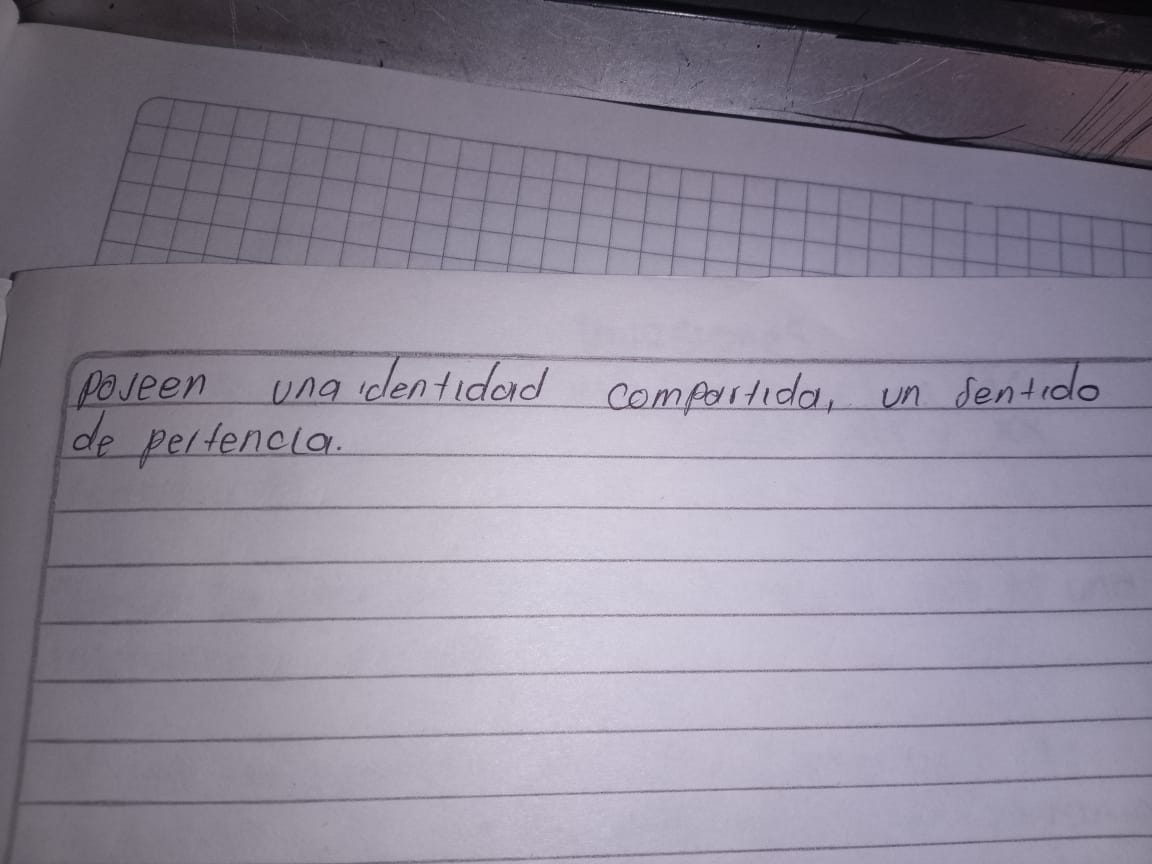 poseen una identidad compartida, un sentido
de pertencia.